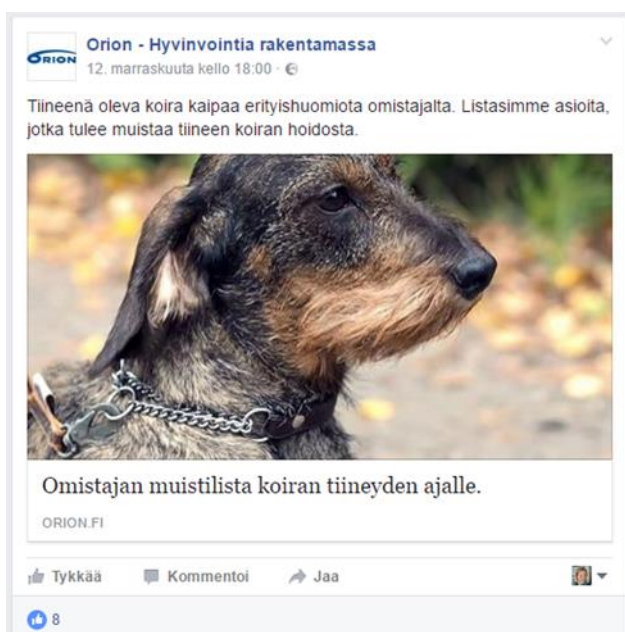 ORION
Orion - Hyvinvointia rakentamassa
12. marraskuuta kello 18:00 ·
Tiineenä oleva koira kaipaa erityishuomiota omistajalta. Listasimme asioita,
jotka tulee muistaa tiineen koiran hoidosta.
Omistajan muistilista koiran tiineyden ajalle.
ORION.FI
Tykkää Kommentoi Jaa
8